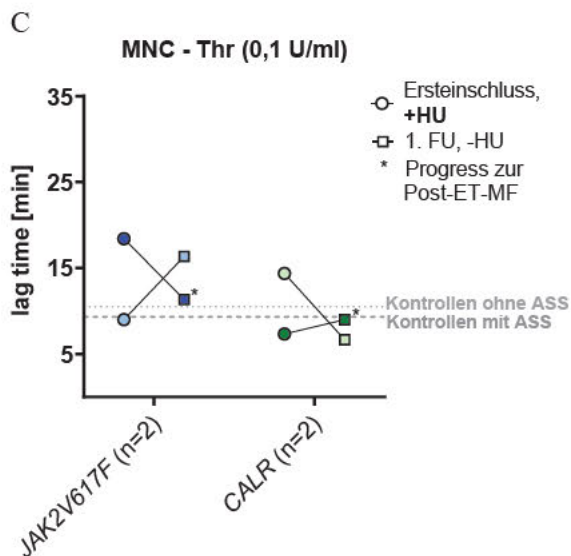 C
MNC - Thr (0,1 U/ml)
35
25
15
5
lag time [min]
Ersteinschluss,
+HU
1. FU, -HU
* Progress zur
Post-ET-MF
*
*
Kontrollen ohne ASS
Kontrollen mit ASS
JAK2V617F (n=2)
CALR (n=2)